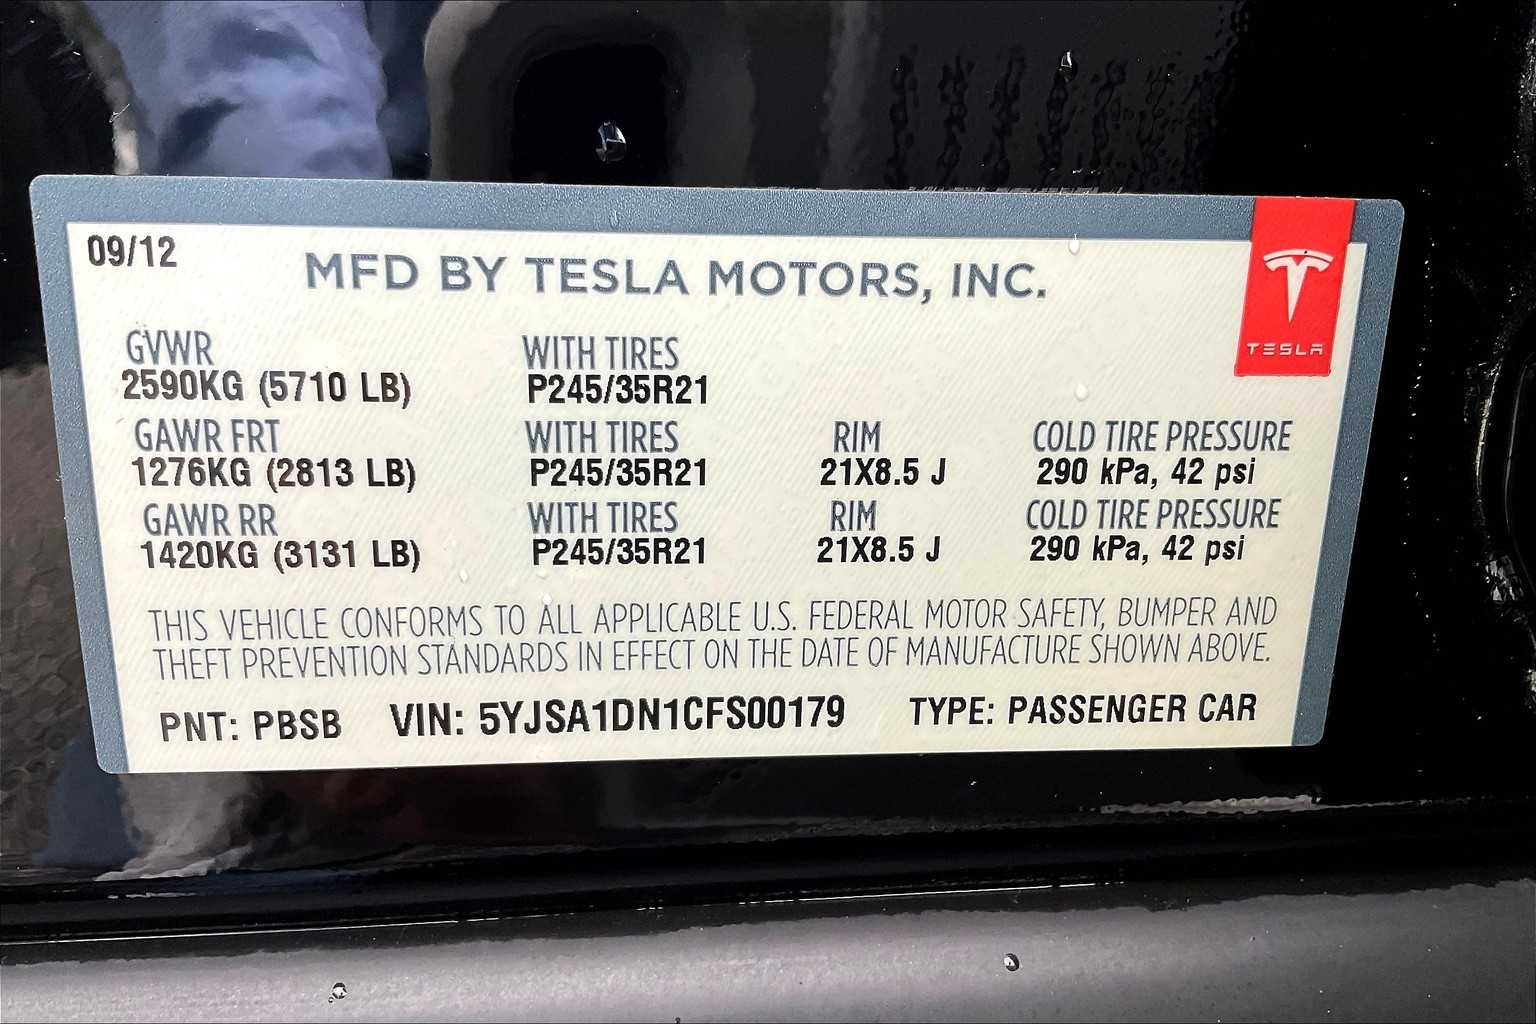 09/12
MFD BY TESLA MOTORS, INC.
TESLA
GVWR WITH TIRES
2590KG (5710 LB) P245/35R21
GAWR FRT WITH TIRES RIM COLD TIRE PRESSURE
1276KG (2813 LB) P245/35R21 21X8.5 J 290 kPa, 42 psi
GAWR RR WITH TIRES RIM COLD TIRE PRESSURE
1420KG (3131 LB) P245/35R21 21X8.5 J 290 kPa, 42 psi
THIS VEHICLE CONFORMS TO ALL APPLICABLE U.S. FEDERAL MOTOR SAFETY, BUMPER AND
THEFT PREVENTION STANDARDS IN EFFECT ON THE DATE OF MANUFACTURE SHOWN ABOVE.
PNT: PBSB VIN: 5YJSA1DN1CFS00179 TYPE: PASSENGER CAR